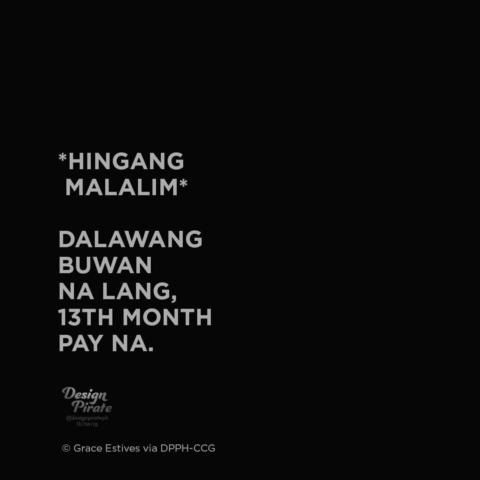 *HINGANG
MALALIM*
DALAWANG
BUWAN
NA LANG,
13TH MONTH
PAY NA.
Design
Pirate
© Grace Estives via DPPH-CCG